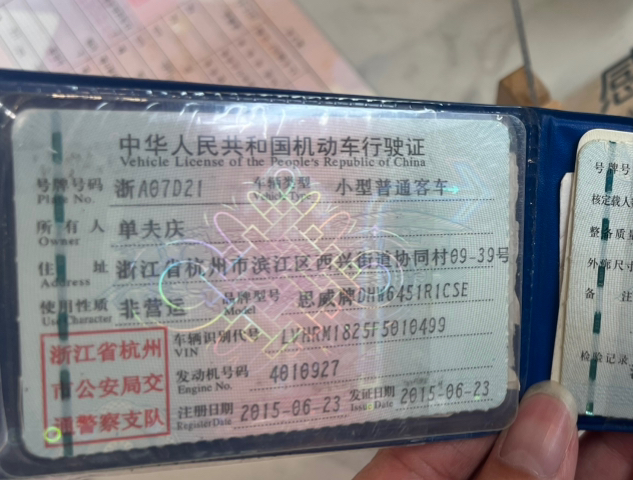 中华人民共和国机动车行驶证
Vehicle License of the People's Republic of China
号牌号码 浙A07D21 车辆类型 小型普通客车
Plate No. Vehicle Type
所有人 单夫庆
Owner
住址 浙江省杭州市滨江区西兴街道协同村09-39号
Address
使用性质 非营运 品牌型号 思威牌DHW6451R1CSE
Use Character Model
浙江省杭州
市公安局交
通警察支队
车辆识别代号 LVHRM1825F5010499
VIN
发动机号码 4010927
Engine No.
注册日期 2015-06-23 发证日期 2015-06-23
Register Date Issue Date
号牌号
核定载人
整备质量
外廓尺寸
备 注
检验记录